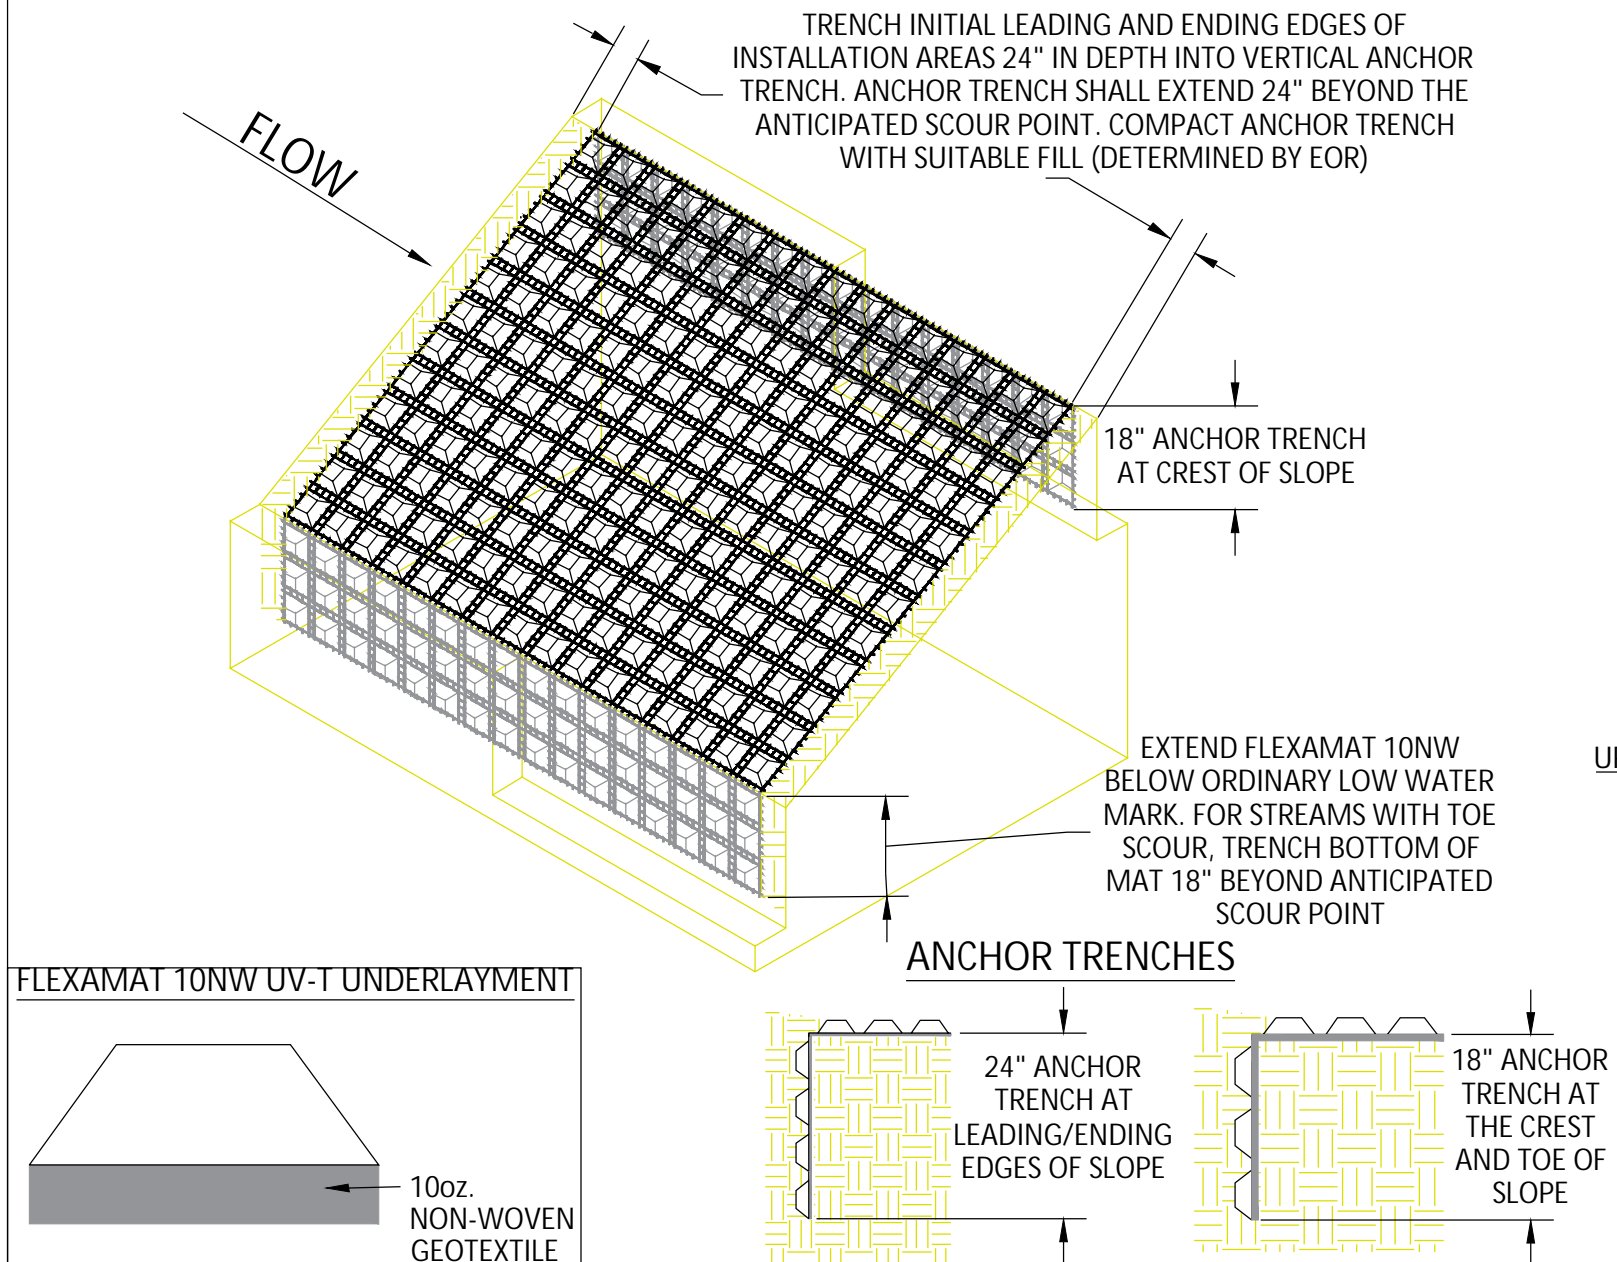 TRENCH INITIAL LEADING AND ENDING EDGES OF
INSTALLATION AREAS 24" IN DEPTH INTO VERTICAL ANCHOR
TRENCH. ANCHOR TRENCH SHALL EXTEND 24" BEYOND THE
ANTICIPATED SCOUR POINT. COMPACT ANCHOR TRENCH
WITH SUITABLE FILL (DETERMINED BY EOR)
FLOW
18" ANCHOR TRENCH
AT CREST OF SLOPE
EXTEND FLEXAMAT 10NW
BELOW ORDINARY LOW WATER
MARK. FOR STREAMS WITH TOE
SCOUR, TRENCH BOTTOM OF
MAT 18" BEYOND ANTICIPATED
SCOUR POINT
ANCHOR TRENCHES
FLEXAMAT 10NW UV-T UNDERLAYMENT
10oz.
NON-WOVEN
GEOTEXTILE
24" ANCHOR
TRENCH AT
LEADING/ENDING
EDGES OF SLOPE
18" ANCHOR
TRENCH AT
THE CREST
AND TOE OF
SLOPE